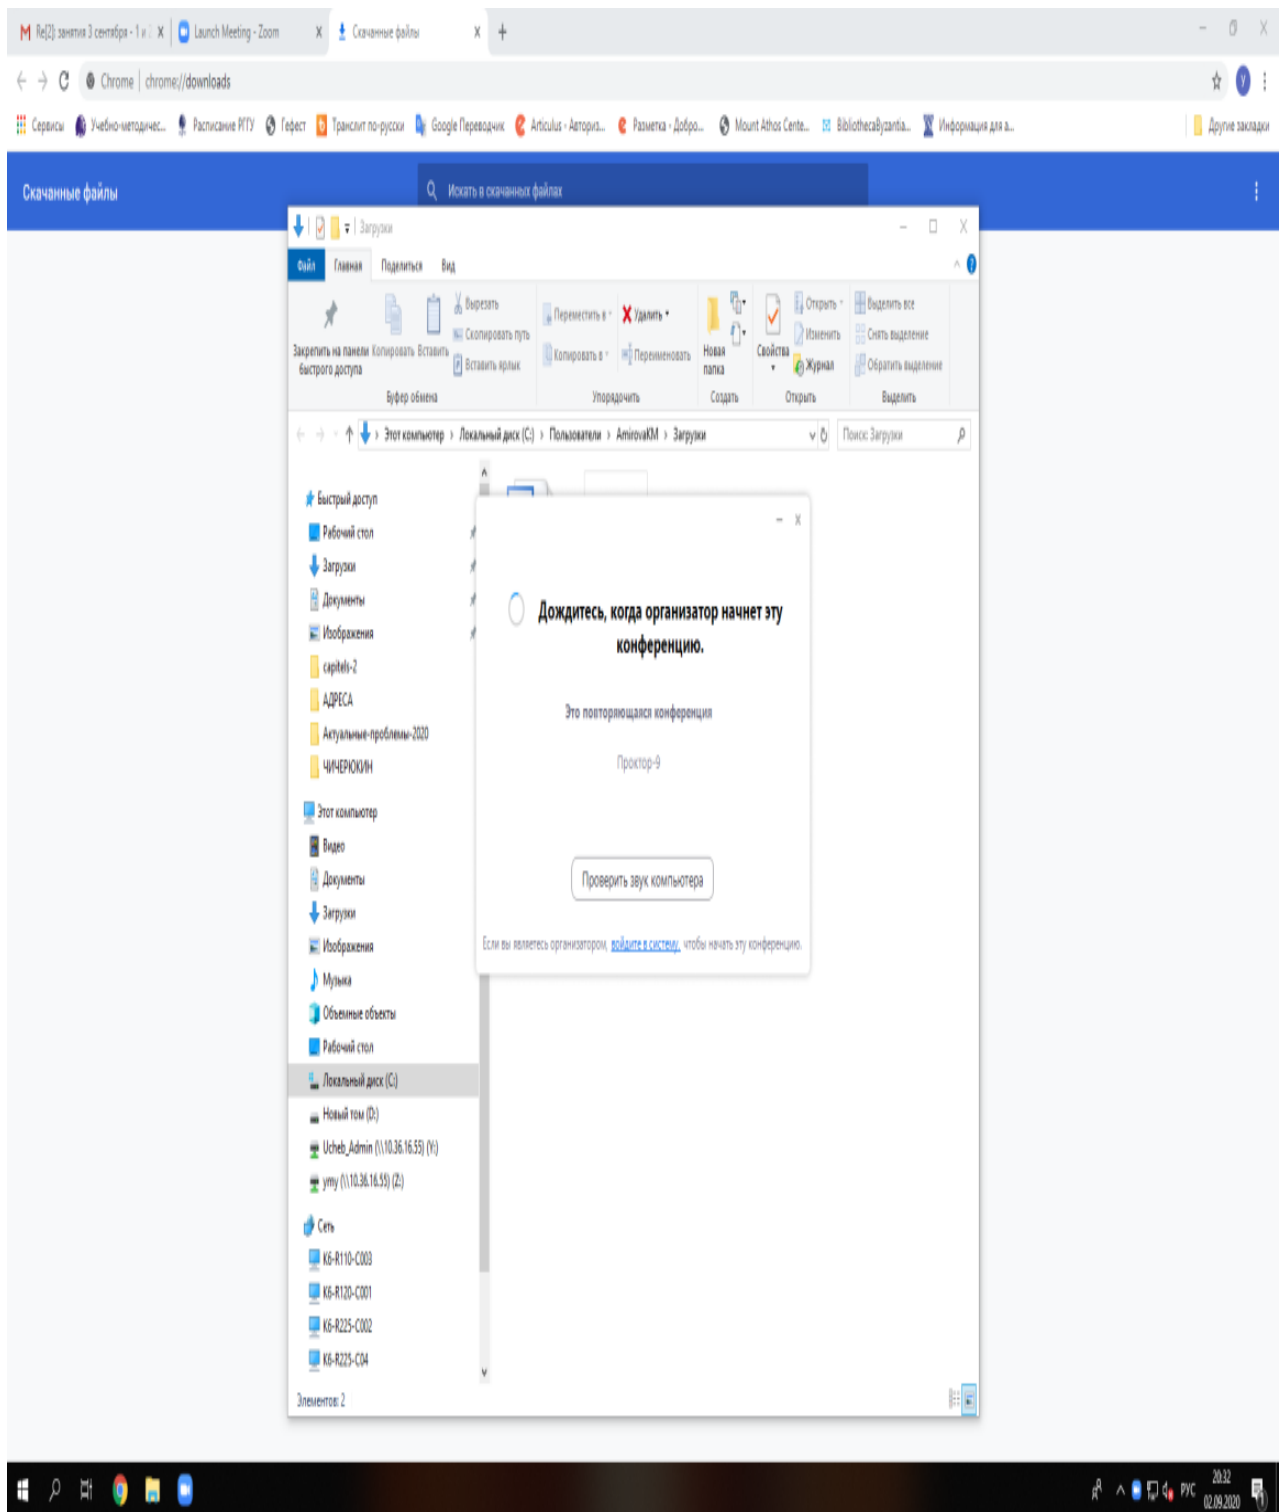 Re[2]: занятия 3 сентября - 1 и
Launch Meeting - Zoom
Скачанные файлы
Chrome | chrome://downloads
Сервисы
Учебно-методичес...
Расписание РГГУ
Гефест
Транслит по-русски
Google Переводчик
Articulus - Авториз...
Разметка - Добро...
Mount Athos Cente...
BibliothecaByzantia...
Информация для а...
Другие закладки
Скачанные файлы
Искать в скачанных файлах
Загрузки
Файл Главная Поделиться Вид
Закрепить на панели быстрого доступа
Копировать
Вставить
Вырезать
Скопировать путь
Вставить ярлык
Переместить в
Копировать в
Удалить
Переименовать
Новая папка
Свойства
Открыть
Изменить
Журнал
Выделить все
Снять выделение
Обратить выделение
Буфер обмена
Упорядочить
Создать
Открыть
Выделить
Этот компьютер > Локальный диск (C:) > Пользователи > AmirovaKM > Загрузки
Поиск: Загрузки
Быстрый доступ
Рабочий стол
Загрузки
Документы
Изображения
capitels-2
АДРЕСА
Актуальные-проблемы-2020
ЧИЧЕРЮКИН
Этот компьютер
Видео
Документы
Загрузки
Изображения
Музыка
Объемные объекты
Рабочий стол
Локальный диск (C:)
Новый том (D:)
Ucheb_Admin (\\10.36.16.55) (Y:)
ymy (\\10.36.16.55) (Z:)
Сеть
K6-R110-C003
K6-R120-C001
K6-R225-C002
K6-R225-C04
Элементов: 2
Дождитесь, когда организатор начнет эту
конференцию.
Это повторяющаяся конференция
Проктор-9
Проверить звук компьютера
Если вы являетесь организатором, войдите в систему, чтобы начать эту конференцию.
РУС
20:32
02.09.2020